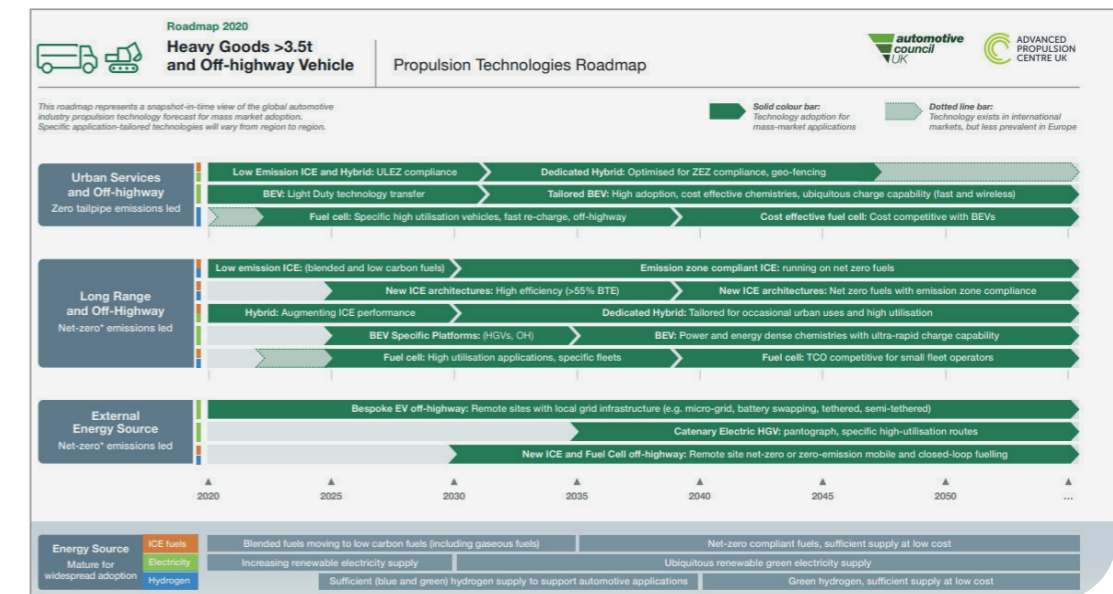 Roadmap 2020
Heavy Goods >3.5t
and Off-highway Vehicle
Propulsion Technologies Roadmap
automotive
council
UK
ADVANCED
PROPULSION
CENTRE UK
This roadmap represents a snapshot-in-time view of the global automotive
industry propulsion technology forecast for mass market adoption.
Specific application-tailored technologies will vary from region to region.
Solid colour bar:
Technology adoption for
mass-market applications
Dotted line bar:
Technology exists in international
markets, but less prevalent in Europe
Urban Services
and Off-highway
Zero tailpipe emissions led
Low Emission ICE and Hybrid: ULEZ compliance
Dedicated Hybrid: Optimised for ZEZ compliance, geo-fencing
BEV: Light Duty technology transfer
Tailored BEV: High adoption, cost effective chemistries, ubiquitous charge capability (fast and wireless)
Fuel cell: Specific high utilisation vehicles, fast re-charge, off-highway
Cost effective fuel cell: Cost competitive with BEVs
Long Range
and Off-Highway
Net-zero* emissions led
Low emission ICE: (blended and low carbon fuels)
Emission zone compliant ICE: running on net zero fuels
New ICE architectures: High efficiency (>55% BTE)
New ICE architectures: Net zero fuels with emission zone compliance
Hybrid: Augmenting ICE performance
Dedicated Hybrid: Tailored for occasional urban uses and high utilisation
BEV Specific Platforms: (HGVs, OH)
BEV: Power and energy dense chemistries with ultra-rapid charge capability
Fuel cell: High utilisation applications, specific fleets
Fuel cell: TCO competitive for small fleet operators
External
Energy Source
Net-zero* emissions led
Bespoke EV off-highway: Remote sites with local grid infrastructure (e.g. micro-grid, battery swapping, tethered, semi-tethered)
Catenary Electric HGV: pantograph, specific high-utilisation routes
New ICE and Fuel Cell off-highway: Remote site net-zero or zero-emission mobile and closed-loop fuelling
2020
2025
2030
2035
2040
2045
2050
...
Energy Source
Mature for
widespread adoption
ICE fuels
Blended fuels moving to low carbon fuels (including gaseous fuels)
Net-zero compliant fuels, sufficient supply at low cost
Electricity
Increasing renewable electricity supply
Ubiquitous renewable green electricity supply
Hydrogen
Sufficient (blue and green) hydrogen supply to support automotive applications
Green hydrogen, sufficient supply at low cost